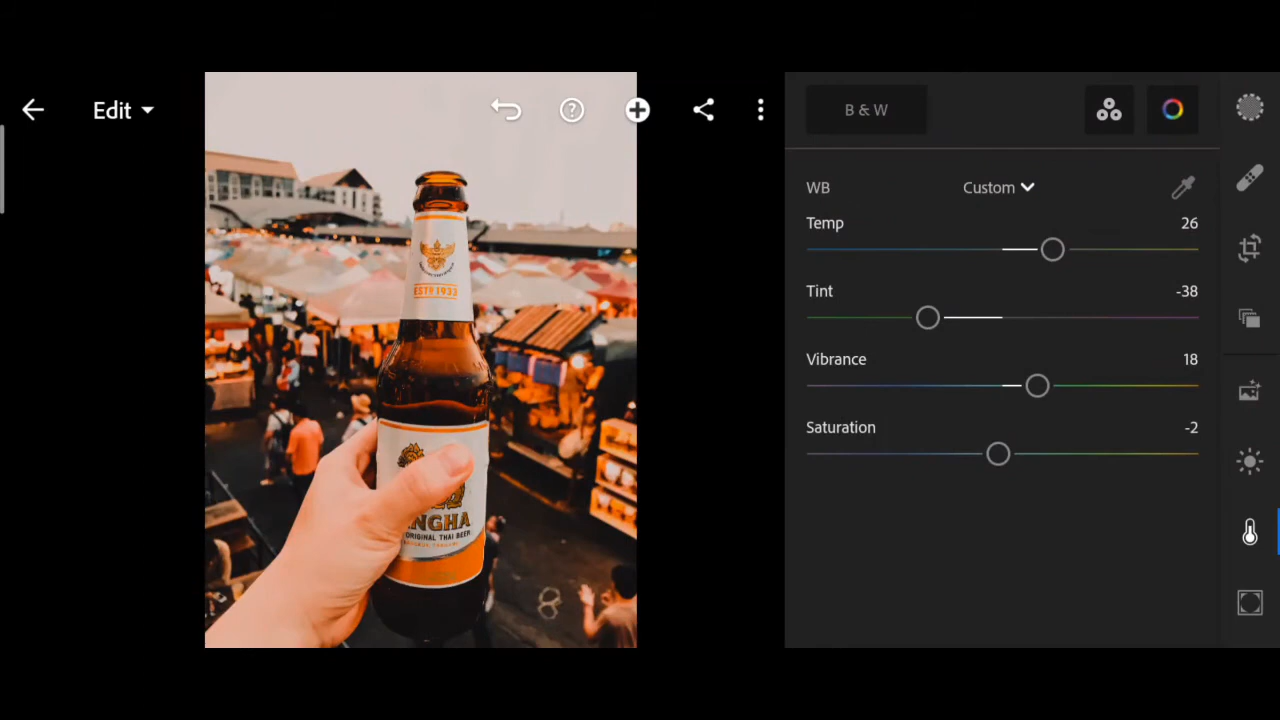 Edit
B & W
WB
Custom
Temp
26
Tint
-38
Vibrance
18
Saturation
-2
ESTD 1933
NGHA
ORIGINAL THAI BEER